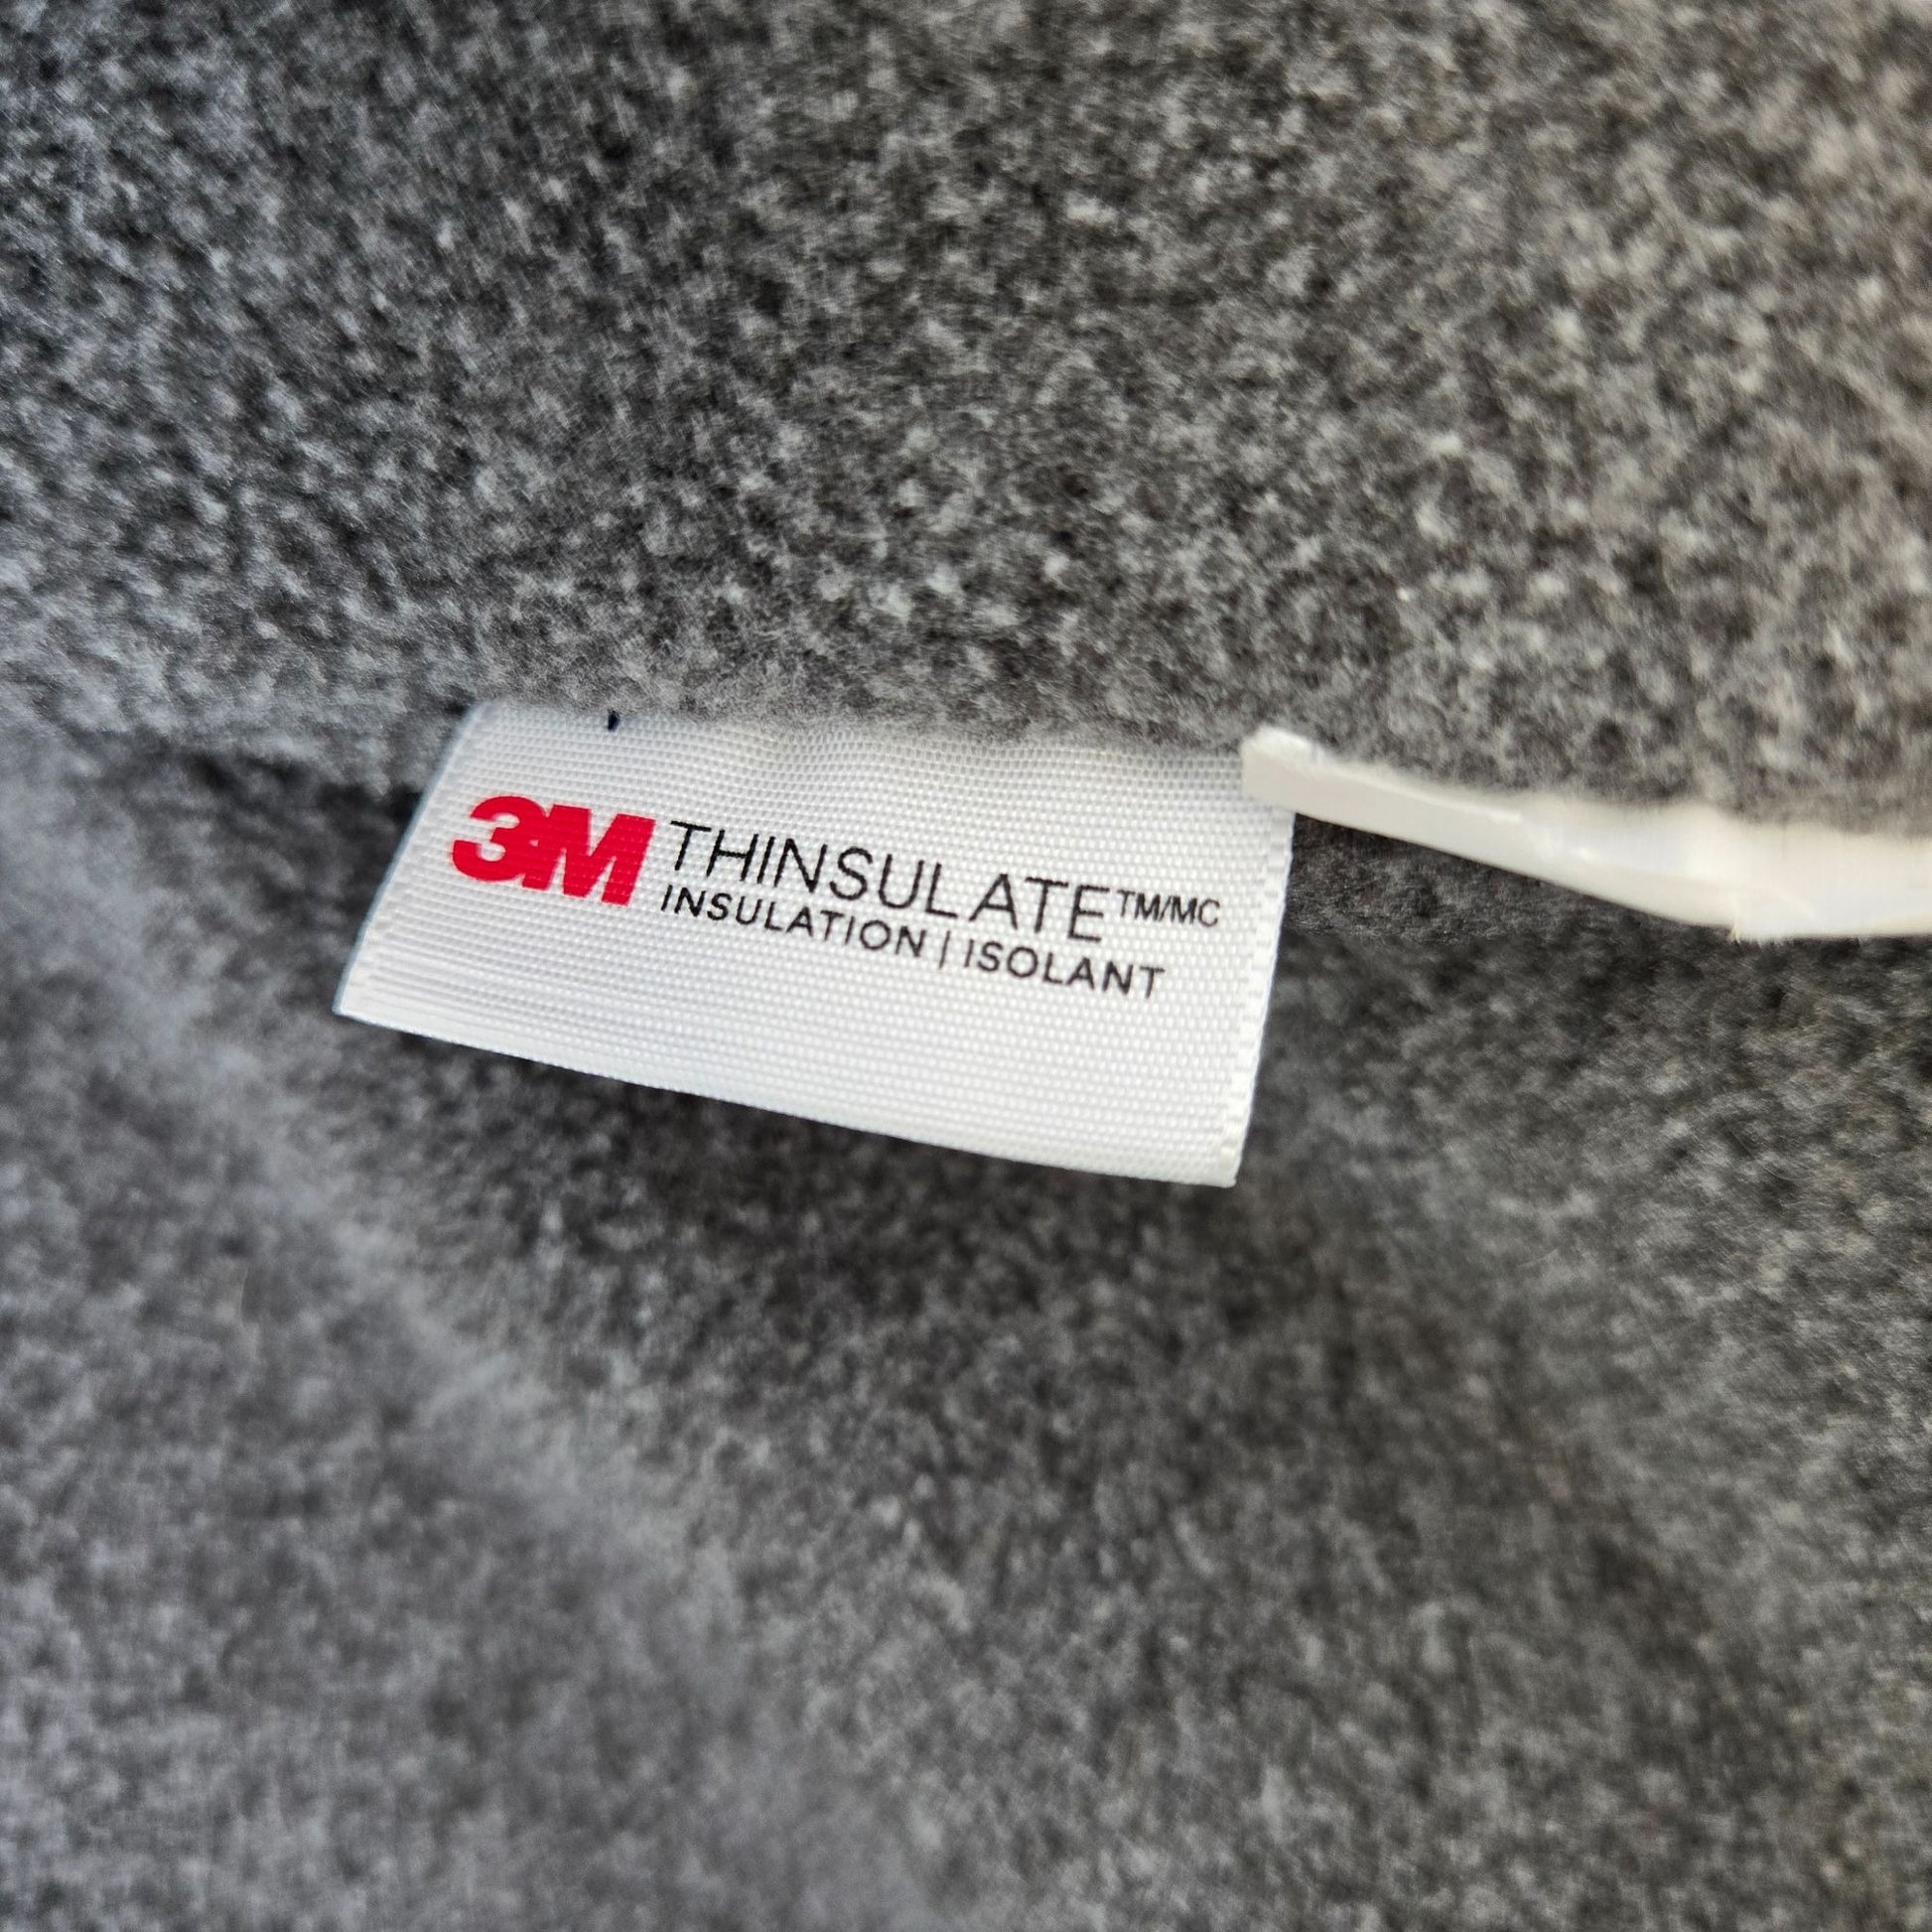 3M THINSULATE™/MC
INSULATION | ISOLANT